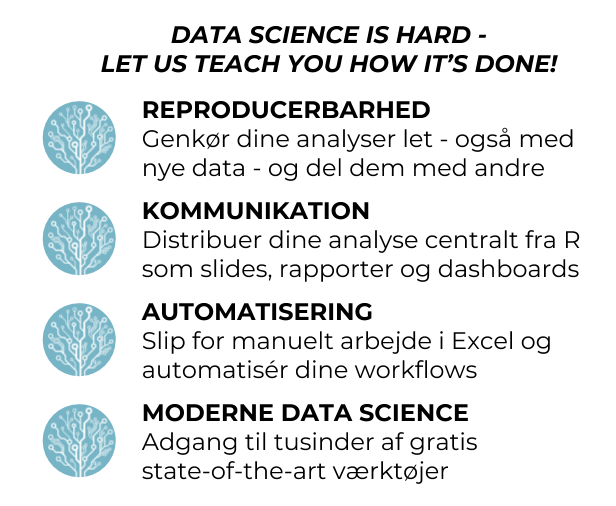 DATA SCIENCE IS HARD -
LET US TEACH YOU HOW IT'S DONE!
REPRODUCERBARHED
Genkør dine analyser let - også med
nye data - og del dem med andre
KOMMUNIKATION
Distribuer dine analyse centralt fra R
som slides, rapporter og dashboards
AUTOMATISERING
Slip for manuelt arbejde i Excel og
automatisér dine workflows
MODERNE DATA SCIENCE
Adgang til tusinder af gratis
state-of-the-art værktøjer